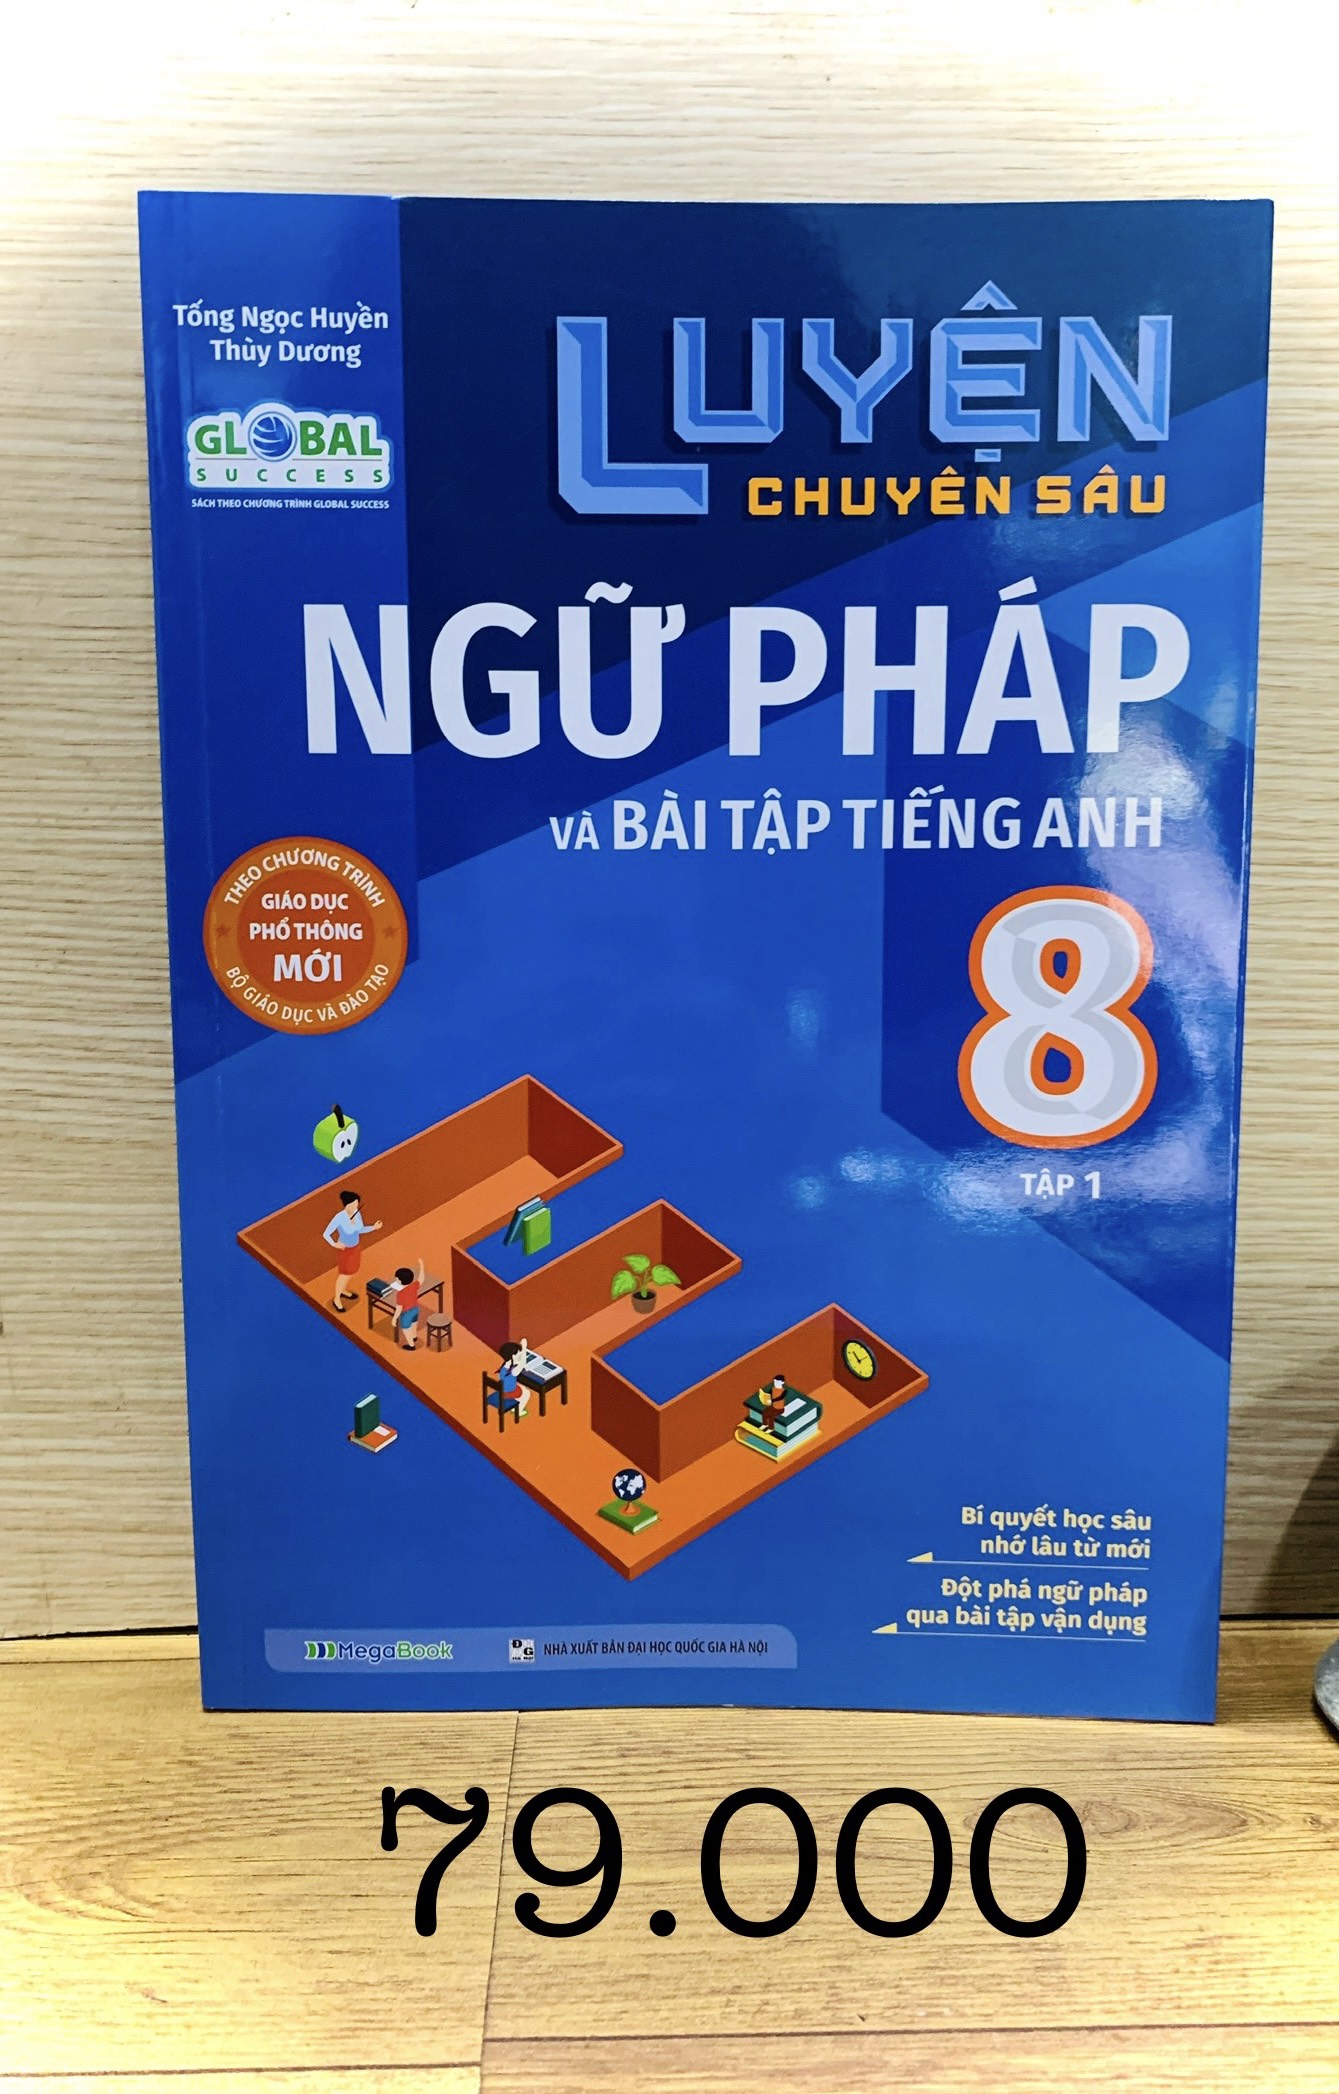 Tống Ngọc Huyền
Thùy Dương
GLOBAL
SUCCESS
SÁCH THEO CHƯƠNG TRÌNH GLOBAL SUCCESS
LUYỆN
CHUYÊN SÂU
NGỮ PHÁP
VÀ BÀI TẬP TIẾNG ANH
8
TẬP 1
THEO CHƯƠNG TRÌNH
GIÁO DỤC
PHỔ THÔNG
MỚI
BỘ GIÁO DỤC VÀ ĐÀO TẠO
Bí quyết học sâu
nhớ lâu từ mới
Đột phá ngữ pháp
qua bài tập vận dụng
MegaBook
NHÀ XUẤT BẢN ĐẠI HỌC QUỐC GIA HÀ NỘI
79.000